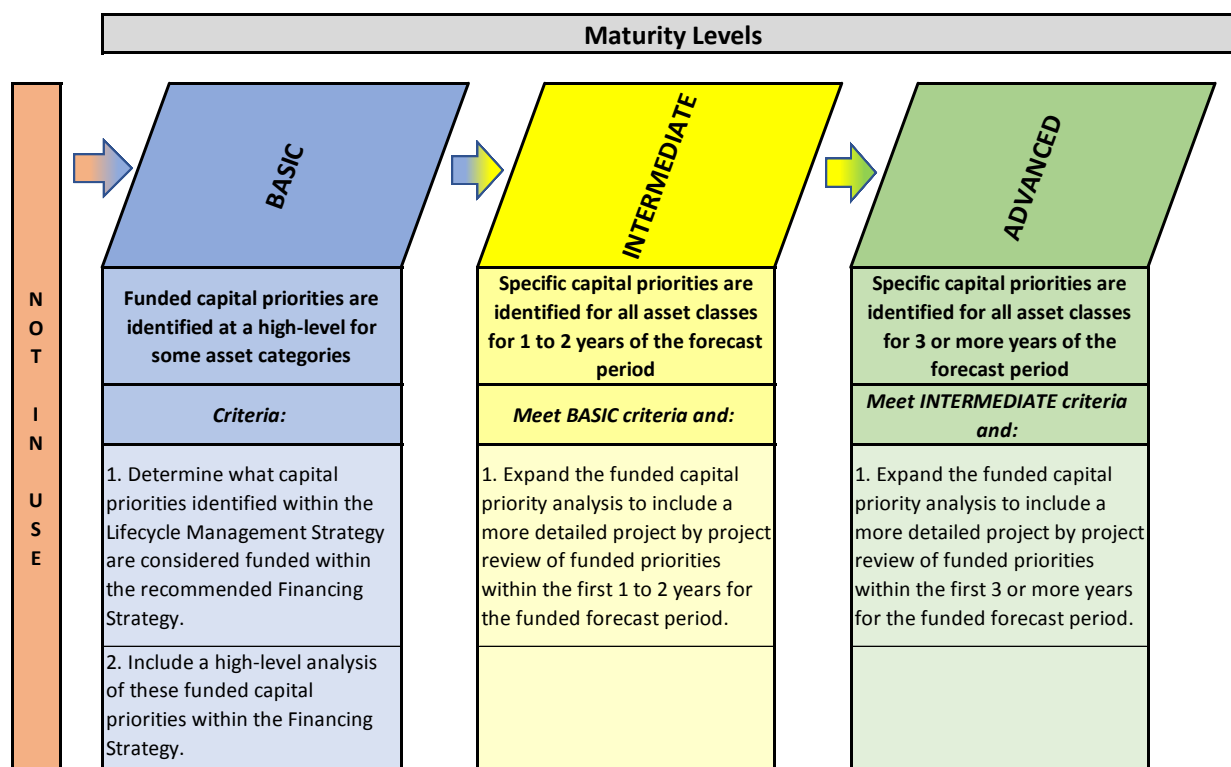 Maturity Levels
NOT IN USE
BASIC
Funded capital priorities are
identified at a high-level for
some asset categories
Criteria:
1. Determine what capital
priorities identified within the
Lifecycle Management Strategy
are considered funded within
the recommended Financing
Strategy.
2. Include a high-level analysis
of these funded capital
priorities within the Financing
Strategy.
INTERMEDIATE
Specific capital priorities are
identified for all asset classes
for 1 to 2 years of the forecast
period
Meet BASIC criteria and:
1. Expand the funded capital
priority analysis to include a
more detailed project by project
review of funded priorities
within the first 1 to 2 years for
the funded forecast period.
ADVANCED
Specific capital priorities are
identified for all asset classes
for 3 or more years of the
forecast period
Meet INTERMEDIATE criteria
and:
1. Expand the funded capital
priority analysis to include a
more detailed project by project
review of funded priorities
within the first 3 or more years
for the funded forecast period.